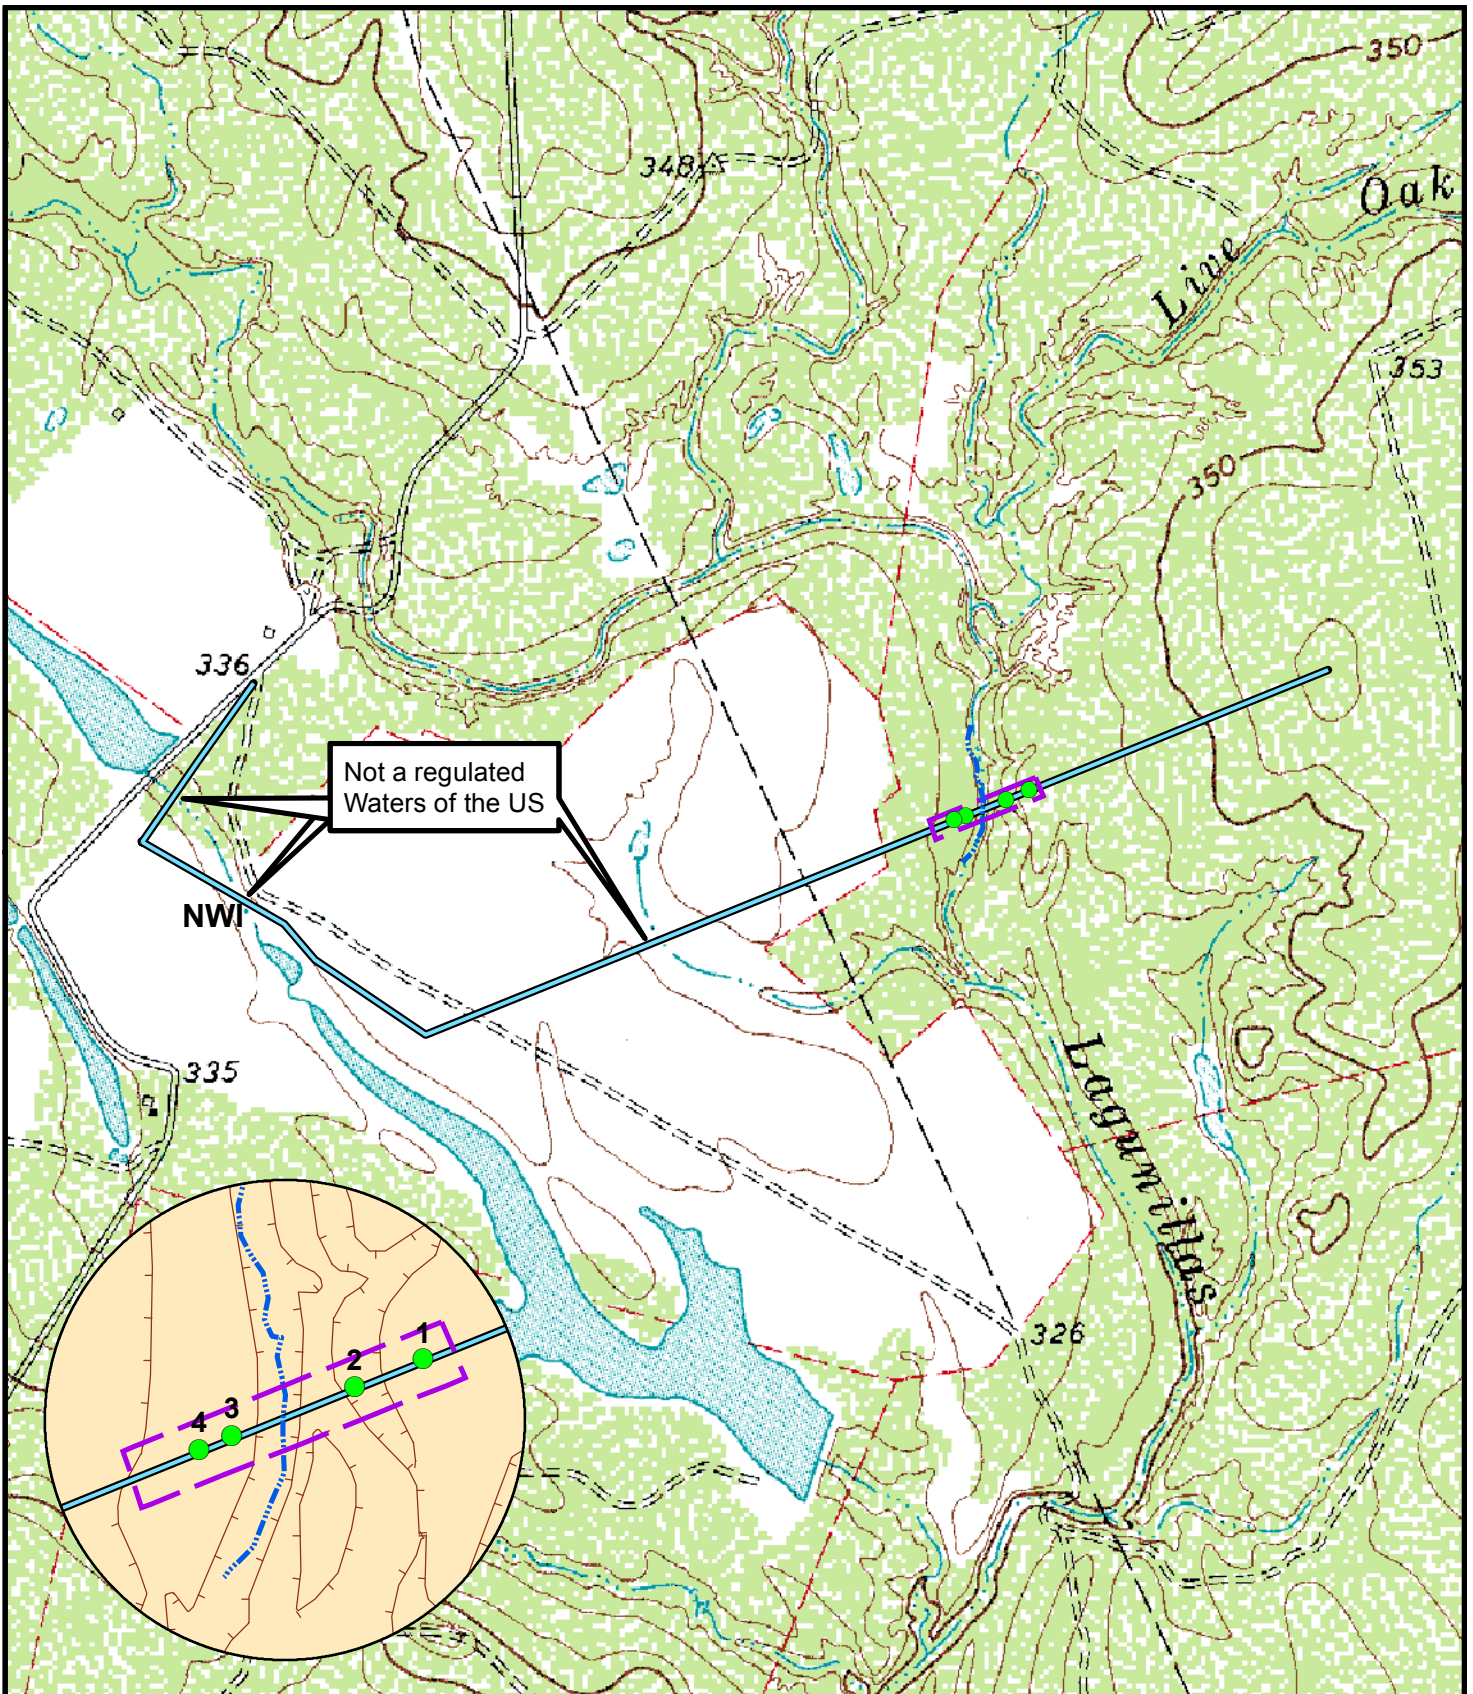 350
348
Oak
Live
353
350
336
Not a regulated
Waters of the US
NWI
335
Lagunillas
326
1
2
3
4